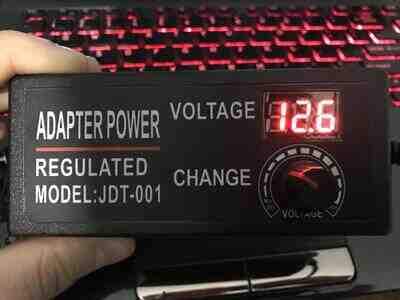 ADAPTER POWER
REGULATED
MODEL:JDT-001
VOLTAGE
12.6
CHANGE
VOLTAGE